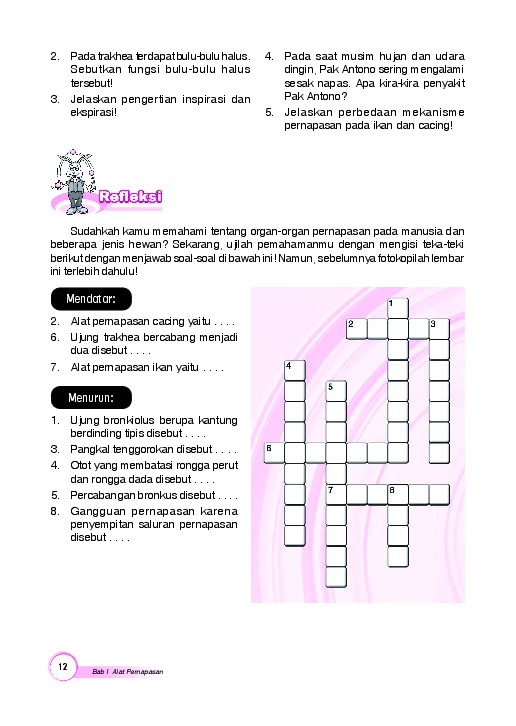 2. Pada trakhea terdapat bulu-bulu halus.
Sebutkan fungsi bulu-bulu halus
tersebut!
3. Jelaskan pengertian inspirasi dan
ekspirasi!
4. Pada saat musim hujan dan udara
dingin, Pak Antono sering mengalami
sesak napas. Apa kira-kira penyakit
Pak Antono?
5. Jelaskan perbedaan mekanisme
pernapasan pada ikan dan cacing!
Refleksi
Sudahkah kamu memahami tentang organ-organ pernapasan pada manusia dan
beberapa jenis hewan? Sekarang, ujilah pemahamanmu dengan mengisi teka-teki
berikut dengan menjawab soal-soal di bawah ini! Namun, sebelumnya fotokopilah lembar
ini terlebih dahulu!
Mendatar:
2. Alat pernapasan cacing yaitu . . . .
6. Ujung trakhea bercabang menjadi
dua disebut . . . .
7. Alat pernapasan ikan yaitu . . . .
Menurun:
1. Ujung bronkiolus berupa kantung
berdinding tipis disebut . . . .
3. Pangkal tenggorokan disebut . . . .
4. Otot yang membatasi rongga perut
dan rongga dada disebut . . . .
5. Percabangan bronkus disebut . . . .
8. Gangguan pernapasan karena
penyempitan saluran pernapasan
disebut . . . .
1
2 3
4
5
6
7 8
12 Bab I Alat Pernapasan